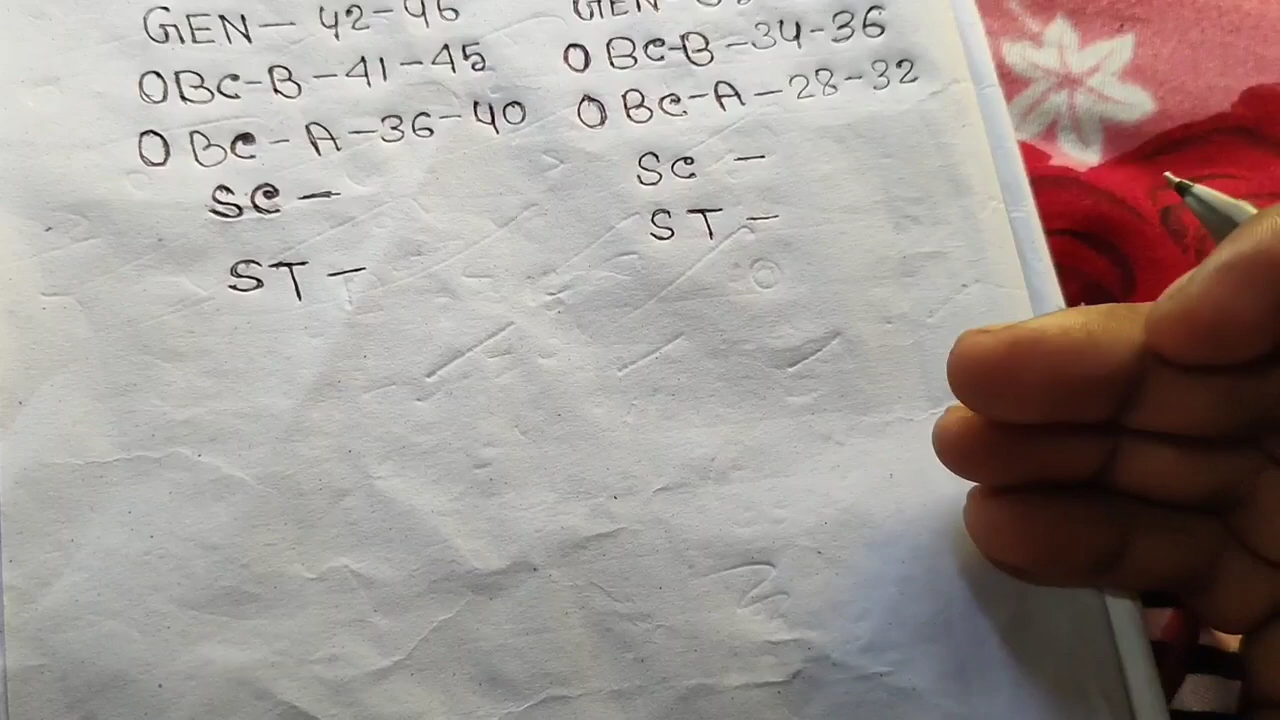 GEN- 42-46
OBC-B-41-45
OBC-A-36-40
SC -
ST -
GEN
OBC-B-34-36
OBC-A-28-32
SC -
ST -